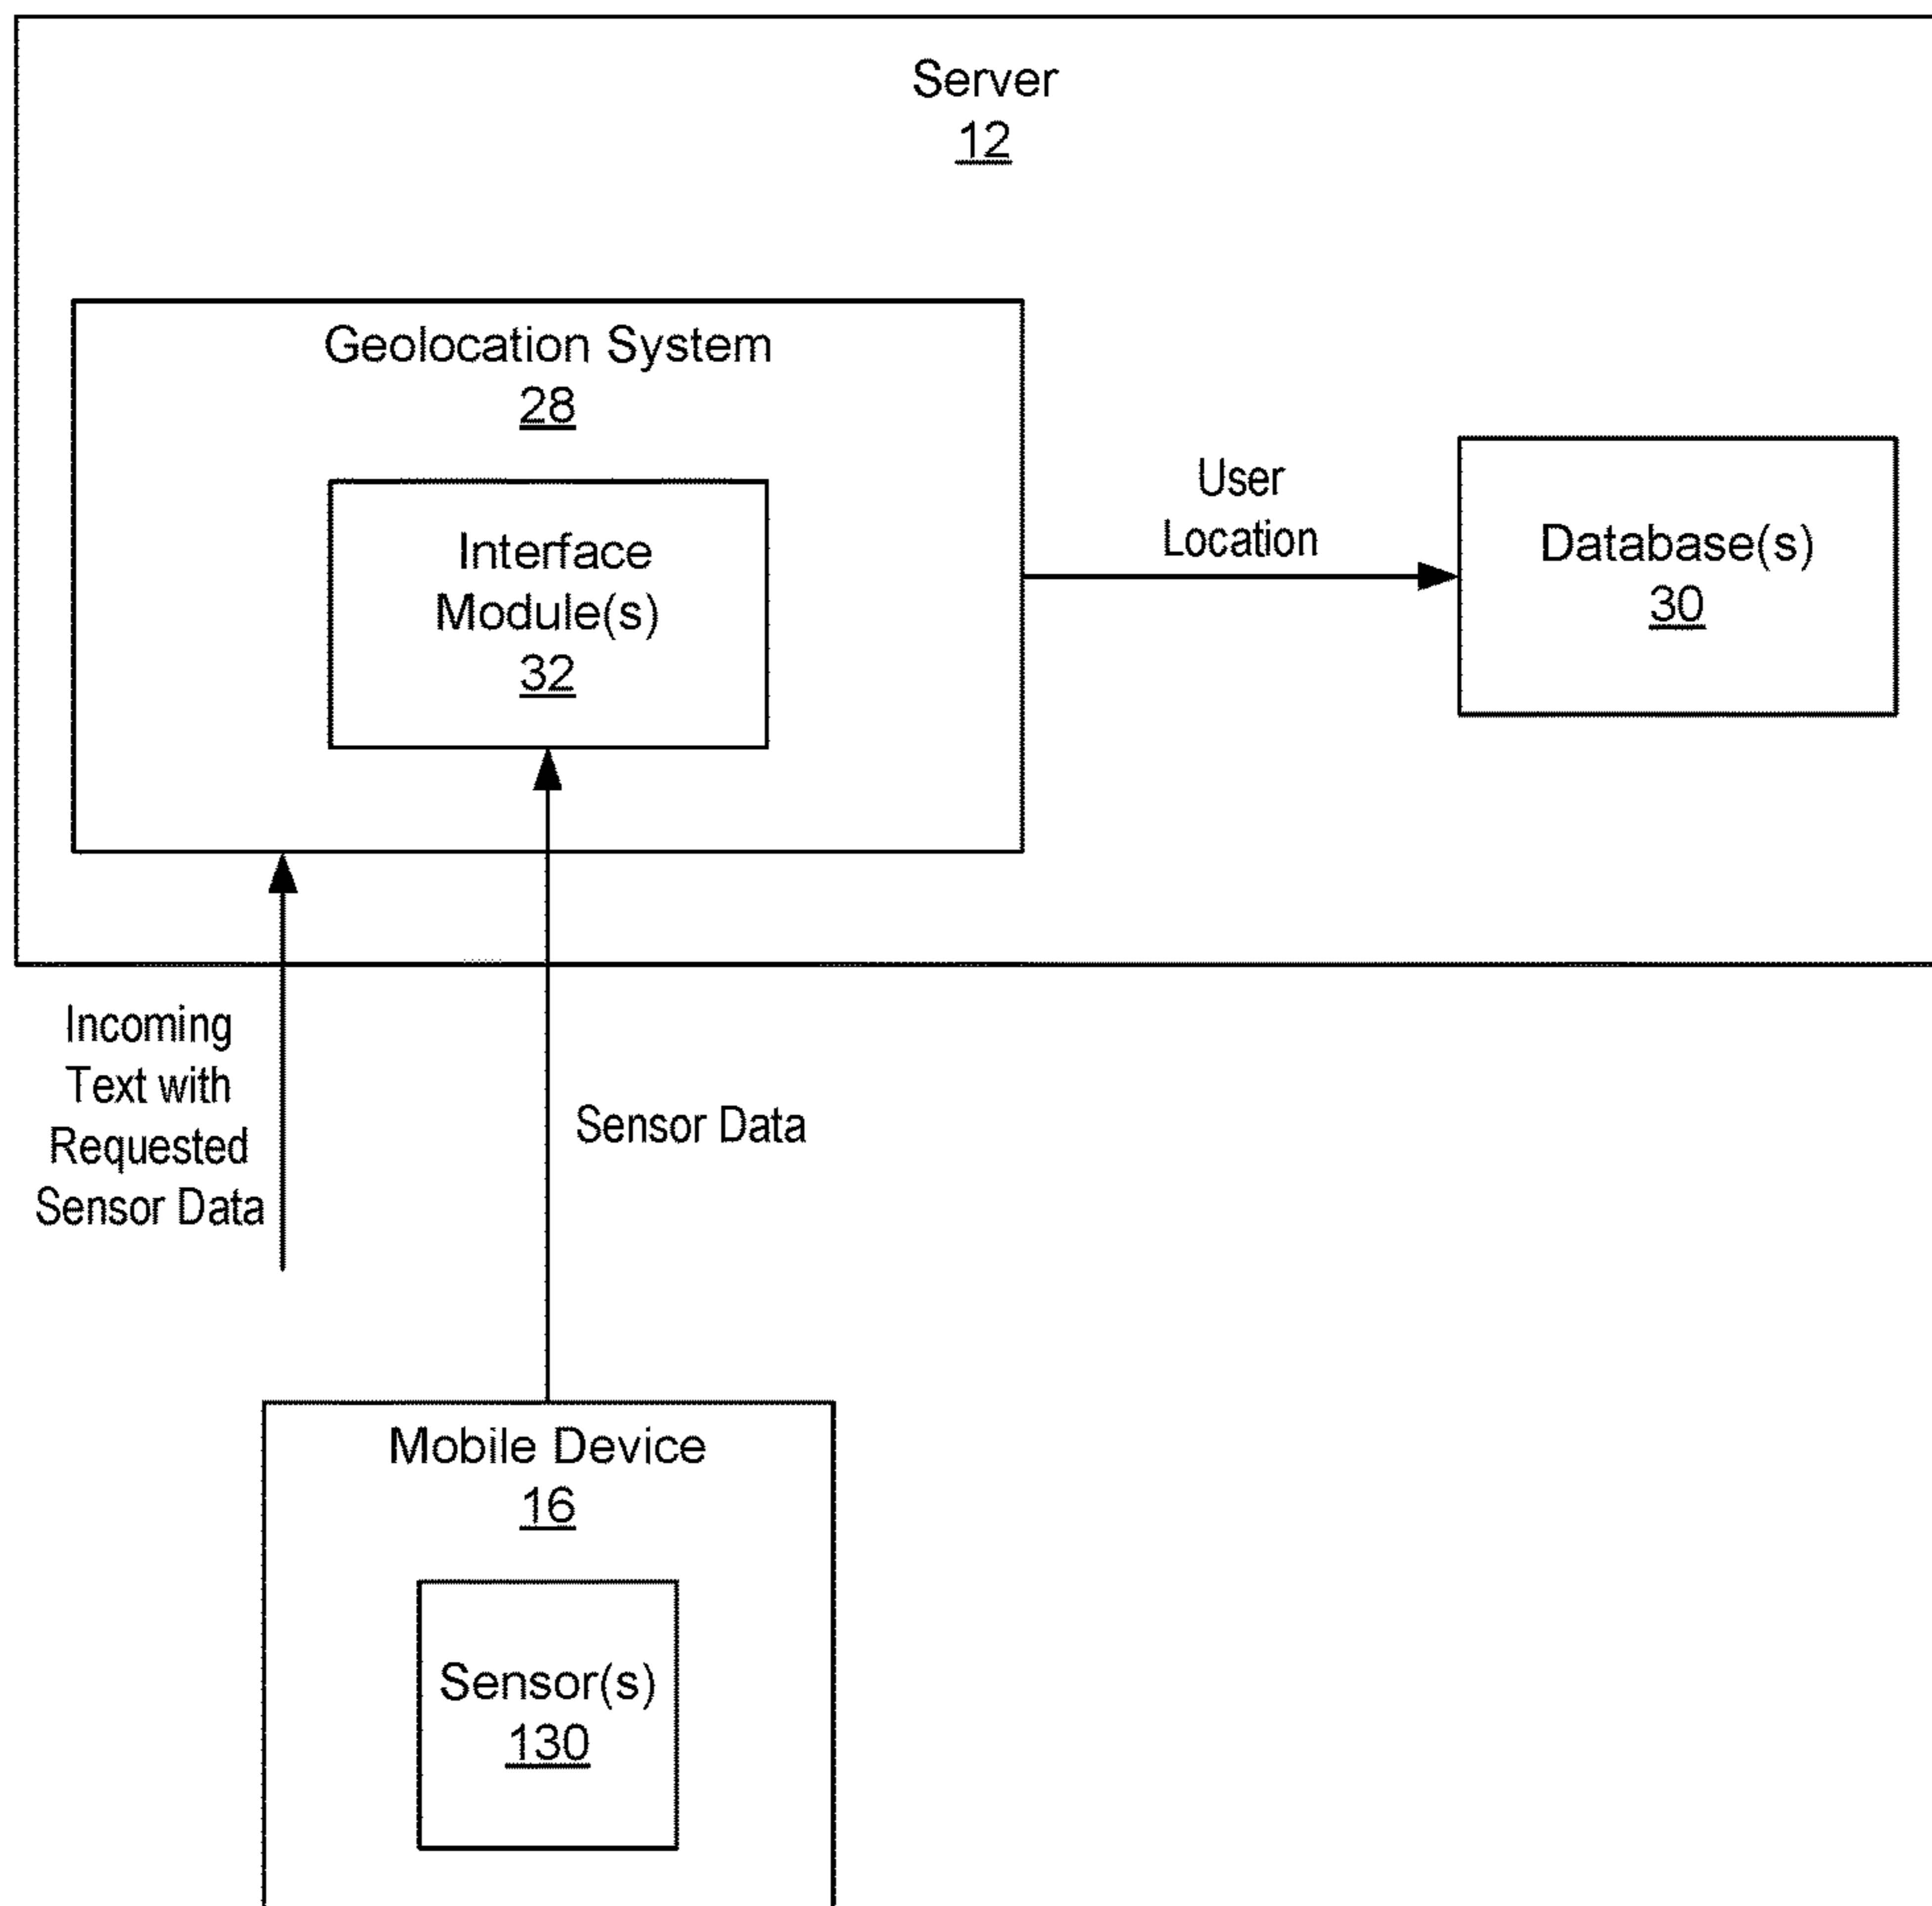 Server
12
Geolocation System
28
Interface
Module(s)
32
User
Location
Database(s)
30
Incoming
Text with
Requested
Sensor Data
Sensor Data
Mobile Device
16
Sensor(s)
130